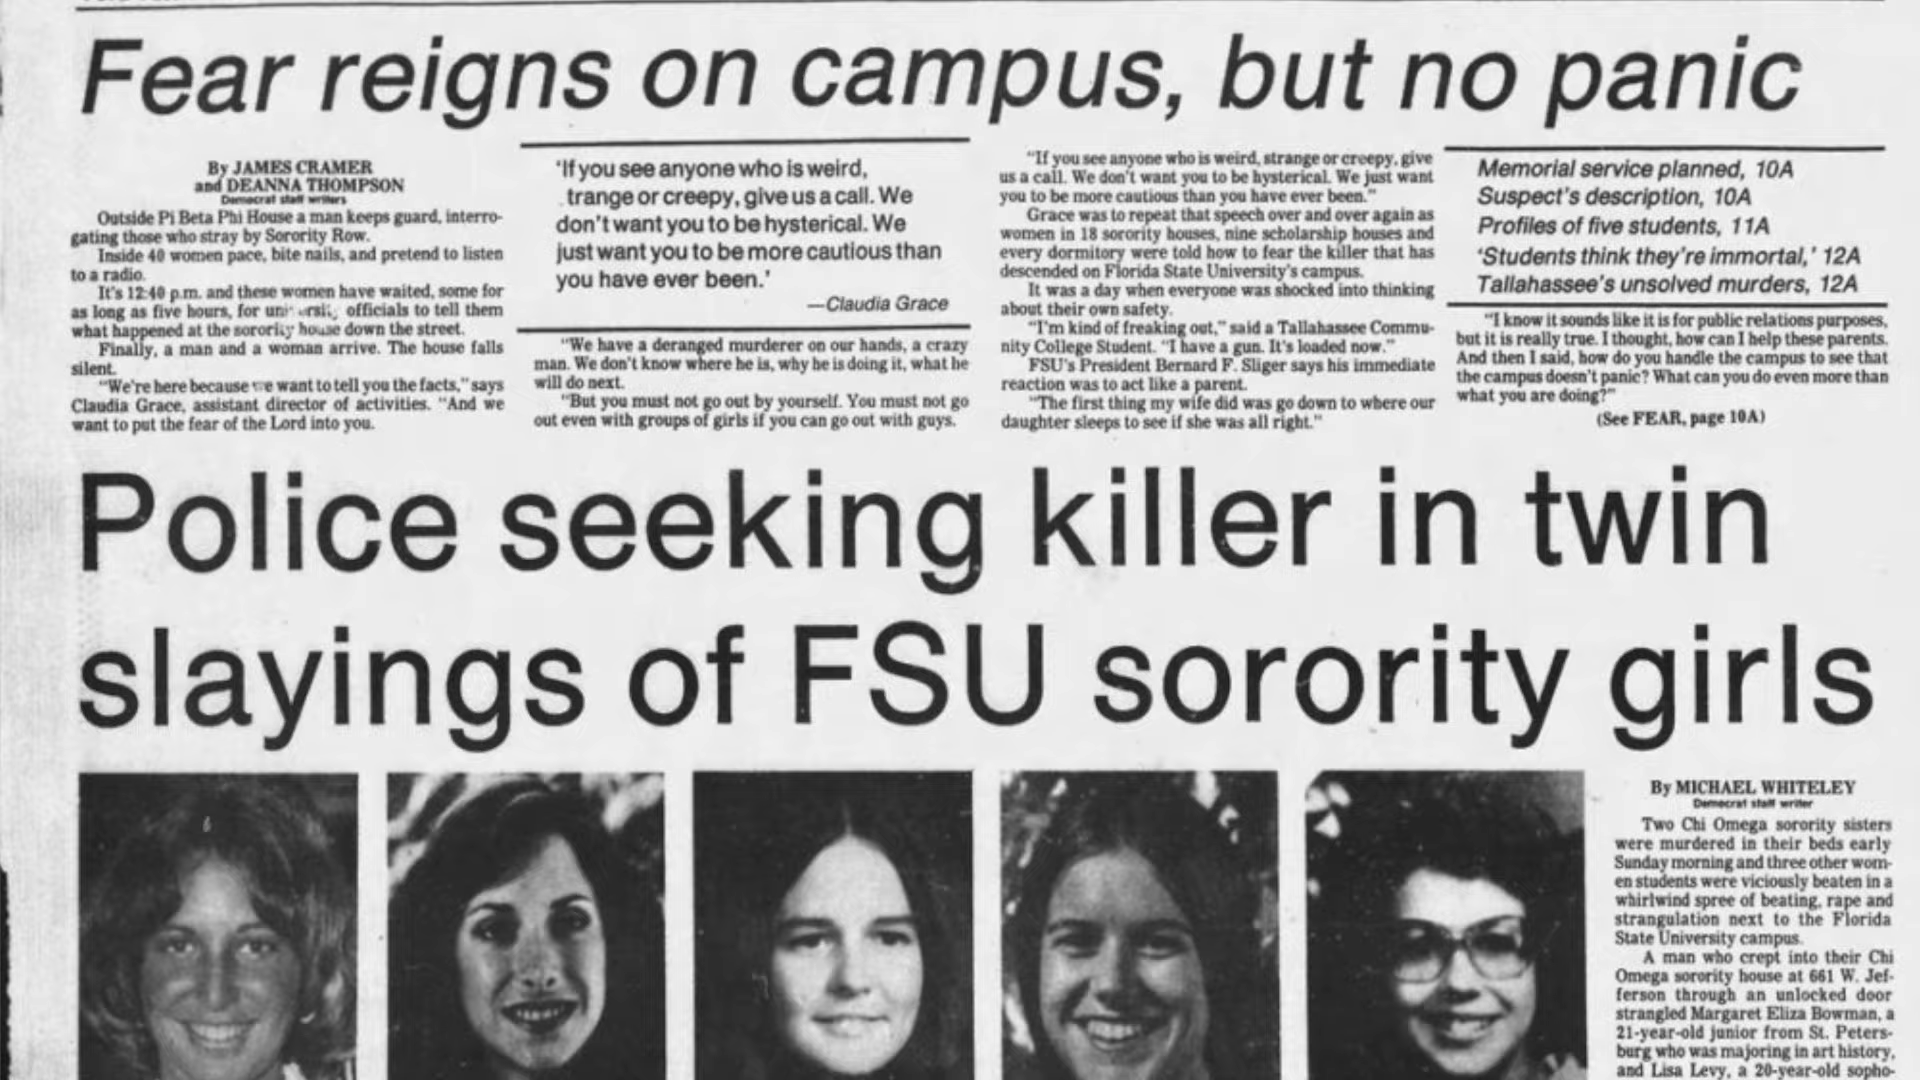 Fear reigns on campus, but no panic
By JAMES CRAMER
and DEANNA THOMPSON
Democrat staff writers
Outside Pi Beta Phi House a man keeps guard, interro-
gating those who stray by Sorority Row.
Inside 40 women pace, bite nails, and pretend to listen
to a radio.
It's 12:40 p.m. and these women have waited, some for
as long as five hours, for officials to tell them
what happened at the sorority house down the street.
Finally, a man and a woman arrive. The house falls
silent.
"We're here because we want to tell you the facts," says
Claudia Grace, assistant director of activities. "And we
want to put the fear of the Lord into you.
'If you see anyone who is weird,
trange or creepy, give us a call. We
don't want you to be hysterical. We
just want you to be more cautious than
you have ever been.'
—Claudia Grace
"We have a deranged murderer on our hands, a crazy
man. We don't know where he is, why he is doing it, what he
will do next.
"But you must not go out by yourself. You must not go
out even with groups of girls if you can go out with guys.
"If you see anyone who is weird, strange or creepy, give
us a call. We don't want you to be hysterical. We just want
you to be more cautious than you have ever been."
Grace was to repeat that speech over and over again as
women in 18 sorority houses, nine scholarship houses and
every dormitory were told how to fear the killer that has
descended on Florida State University's campus.
It was a day when everyone was shocked into thinking
about their own safety.
"I'm kind of freaking out," said a Tallahassee Commu-
nity College Student. "I have a gun. It's loaded now."
FSU's President Bernard F. Sliger says his immediate
reaction was to act like a parent.
"The first thing my wife did was go down to where our
daughter sleeps to see if she was all right."
Memorial service planned, 10A
Suspect's description, 10A
Profiles of five students, 11A
'Students think they're immortal,' 12A
Tallahassee's unsolved murders, 12A
"I know it sounds like it is for public relations purposes,
but it is really true. I thought, how can I help these parents.
And then I said, how do you handle the campus to see that
the campus doesn't panic? What can you do even more than
what you are doing?"
(See FEAR, page 10A)
Police seeking killer in twin
slayings of FSU sorority girls
By MICHAEL WHITELEY
Democrat staff writer
Two Chi Omega sorority sisters
were murdered in their beds early
Sunday morning and three other wom-
en students were viciously beaten in a
whirlwind spree of beating, rape and
strangulation next to the Florida
State University campus.
A man who crept into their Chi
Omega sorority house at 661 W. Jef-
ferson through an unlocked door
strangled Margaret Eliza Bowman, a
21-year-old junior from St. Peters-
burg who was majoring in art history,
and Lisa Levy, a 20-year-old sopho-